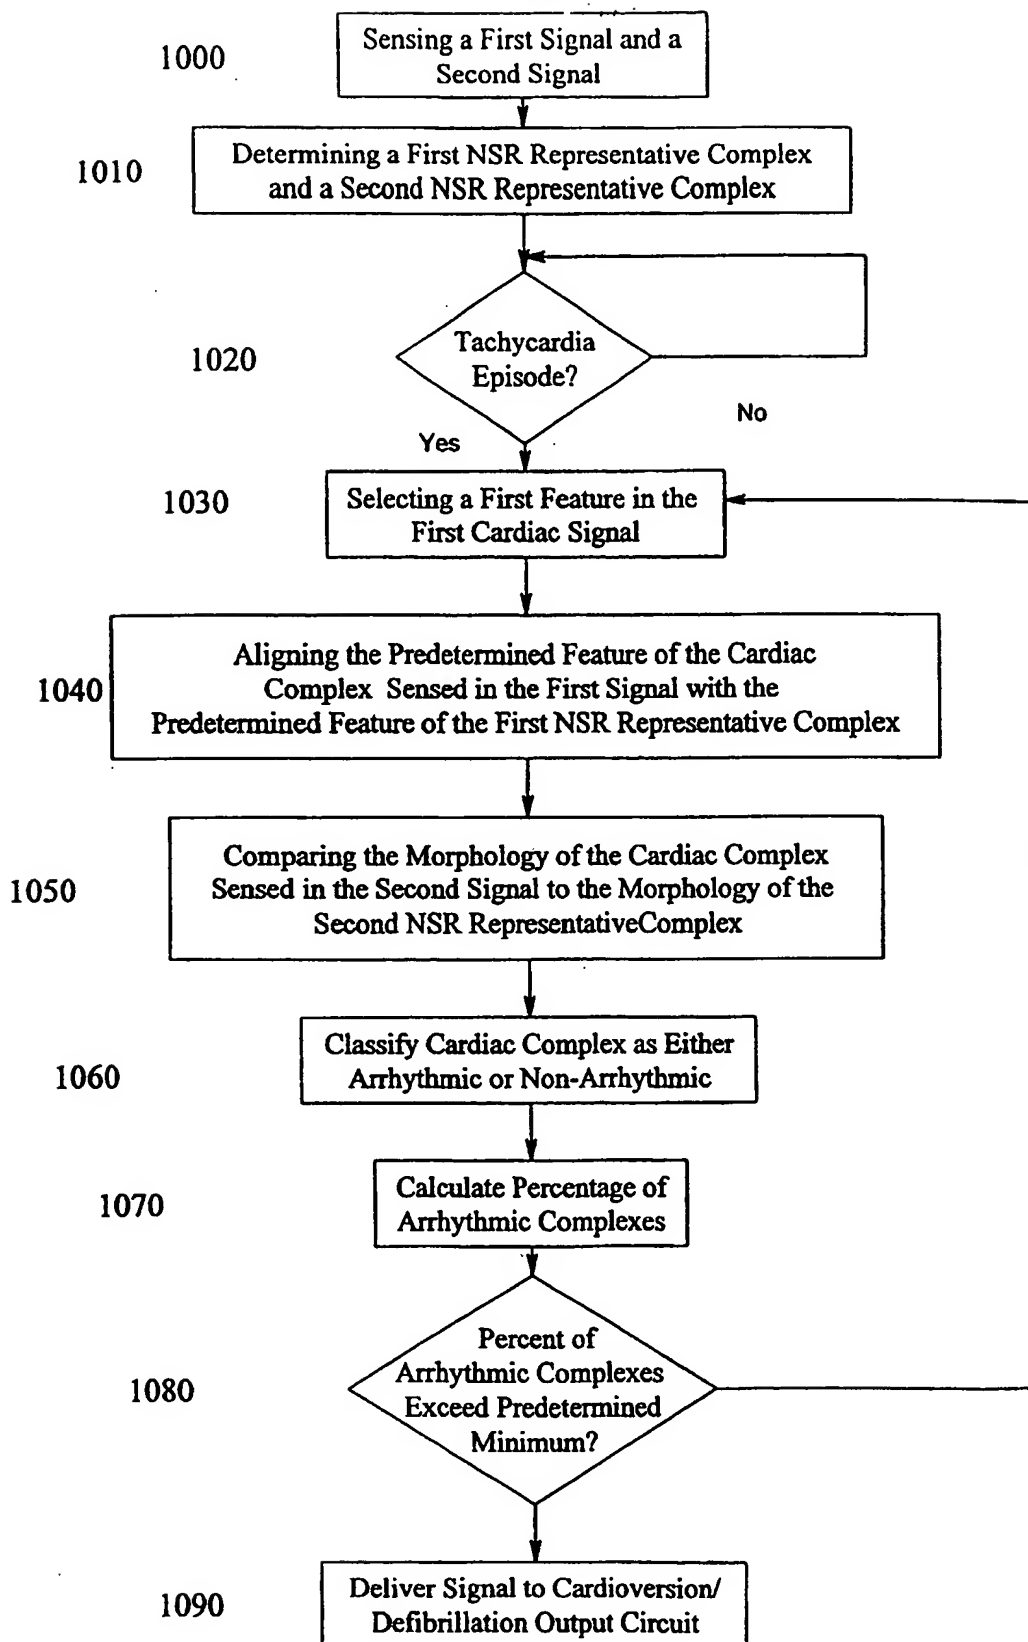 1000
Sensing a First Signal and a
Second Signal
1010
Determining a First NSR Representative Complex
and a Second NSR Representative Complex
1020
Tachycardia
Episode?
No
Yes
1030
Selecting a First Feature in the
First Cardiac Signal
1040
Aligning the Predetermined Feature of the Cardiac
Complex Sensed in the First Signal with the
Predetermined Feature of the First NSR Representative Complex
1050
Comparing the Morphology of the Cardiac Complex
Sensed in the Second Signal to the Morphology of the
Second NSR RepresentativeComplex
1060
Classify Cardiac Complex as Either
Arrhythmic or Non-Arrhythmic
1070
Calculate Percentage of
Arrhythmic Complexes
1080
Percent of
Arrhythmic Complexes
Exceed Predetermined
Minimum?
1090
Deliver Signal to Cardioversion/
Defibrillation Output Circuit